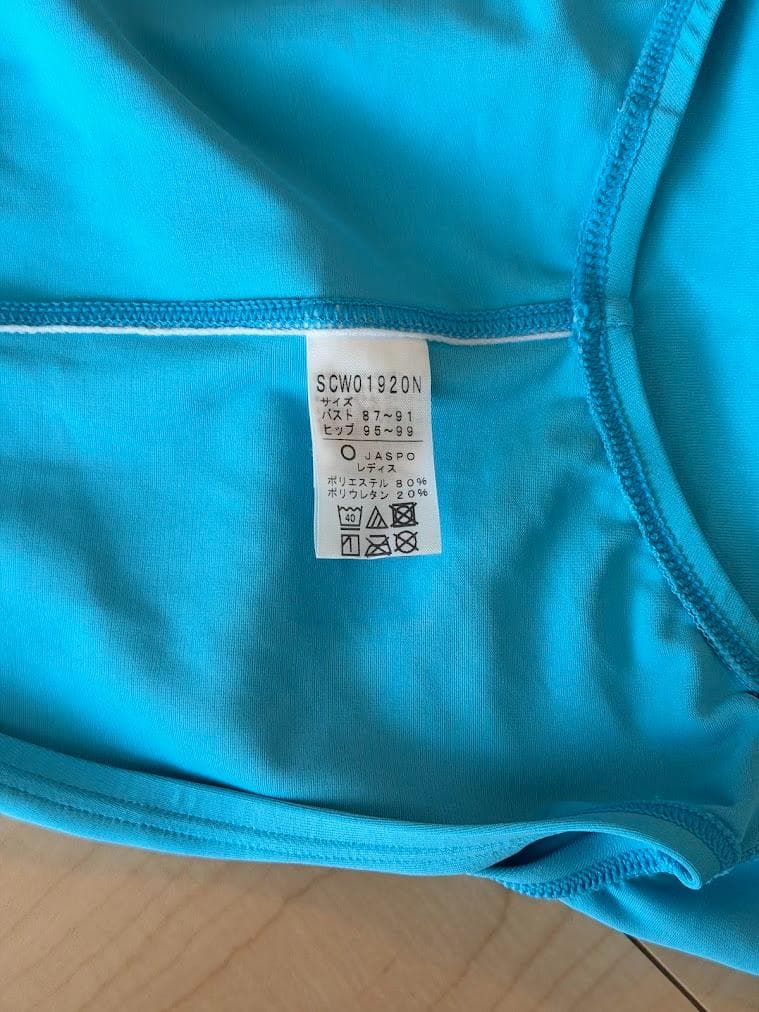 SCW01920N
サイズ
バスト 87～91
ヒップ 95～99
O JASPO
レディス
ポリエステル 80%
ポリウレタン 20%
40